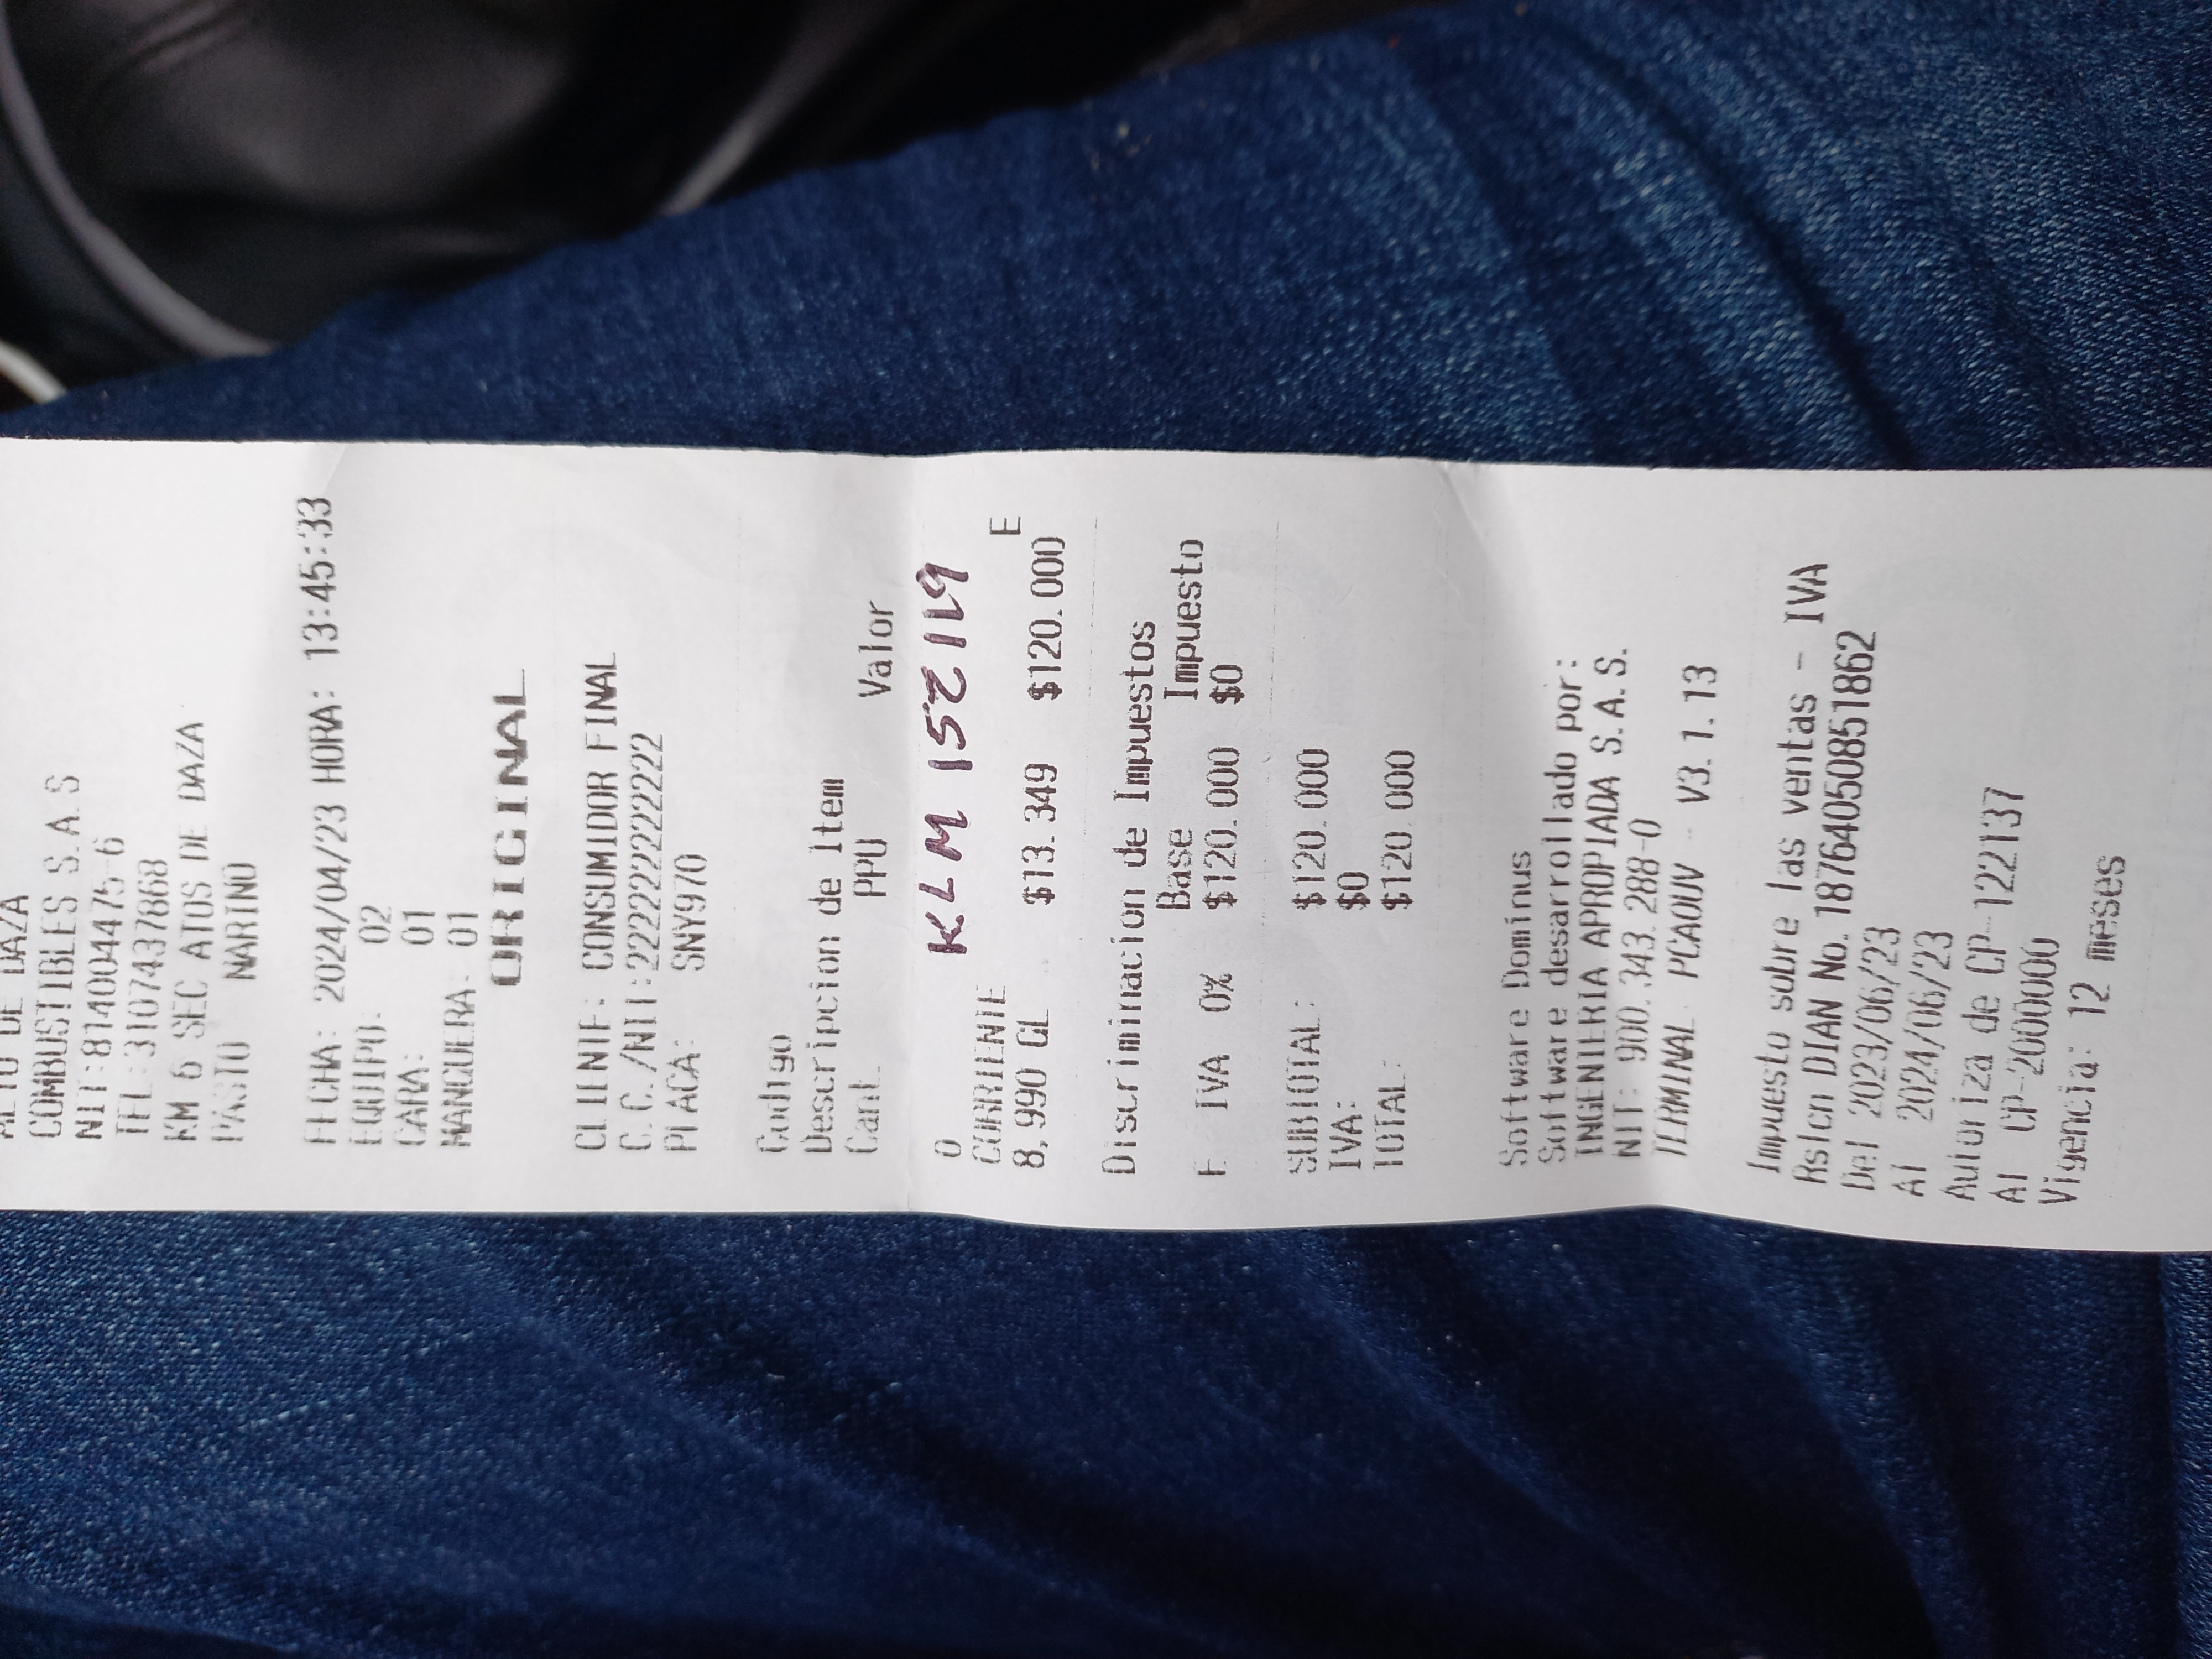 ALTO DE DAZA
COMBUSTIBLES S.A.S
NIT:814004475-6
TEL:3107437868
KM 6 SEC ATOS DE DAZA
PASTO NARINO
FECHA: 2024/04/23 HORA: 13:45:33
EQUIPO: 02
CARA: 01
MANGUERA: 01
ORIGINAL
CLIENTE: CONSUMIDOR FINAL
C.C./NIT:222222222222
PLACA: SNY970
Codigo
Descripcion de Item
Cant. PPU Valor
0 KLM 152119
CORRIENTE E
8,990 GL $13.349 $120.000
Discriminacion de Impuestos
Base Impuesto
E IVA 0% $120.000 $0
SUBTOTAL: $120.000
IVA: $0
TOTAL: $120.000
Software Dominus
Software desarrollado por:
INGENIERIA APROPIADA S.A.S.
NIT: 900.343.288-0
TERMINAL PCAOUV V3.1.13
Impuesto sobre las ventas - IVA
Rslcn DIAN No.18764050851862
Del 2023/06/23
Al 2024/06/23
Autoriza de CP-122137
Al CP-2000000
Vigencia: 12 meses